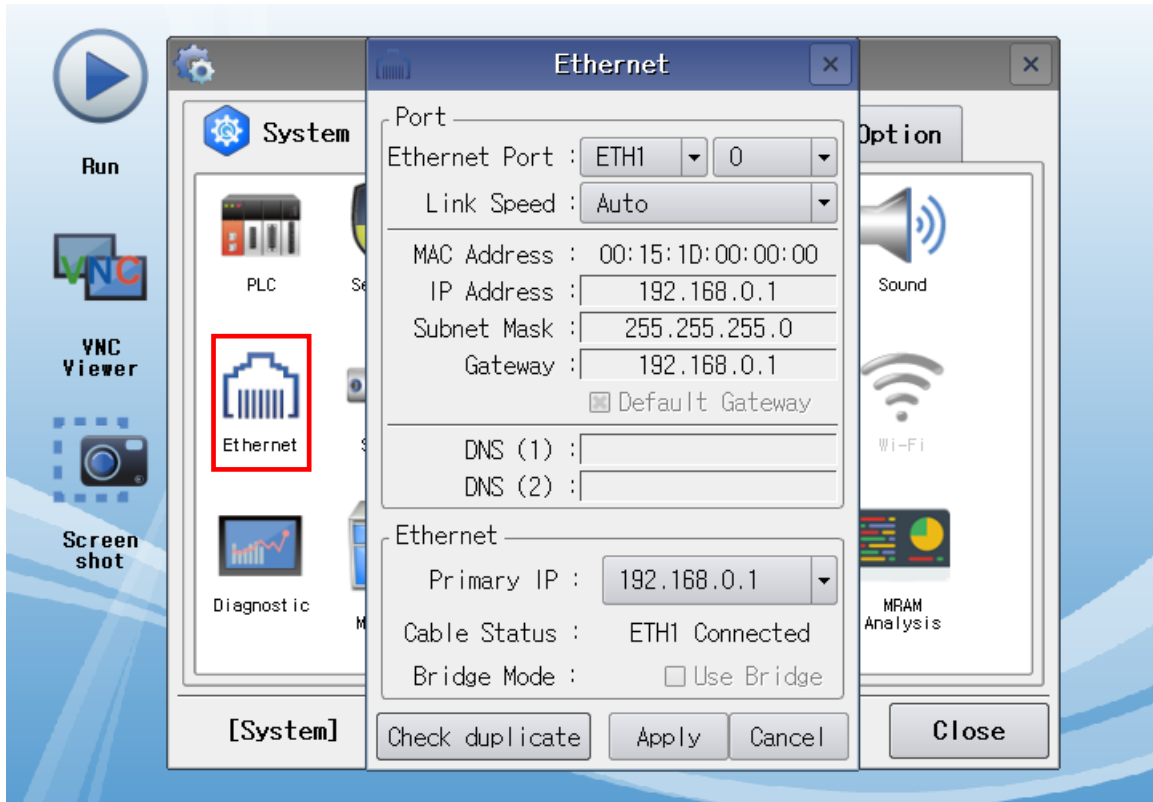 Run
VNC
VNC
Viewer
Screen
shot
System
Option
PLC
Se
Sound
Ethernet
S
Wi-Fi
Diagnostic
M
MRAM
Analysis
[System]
Close
Ethernet
Port
Ethernet Port : ETH1 0
Link Speed : Auto
MAC Address : 00:15:1D:00:00:00
IP Address : 192.168.0.1
Subnet Mask : 255.255.255.0
Gateway : 192.168.0.1
Default Gateway
DNS (1) :
DNS (2) :
Ethernet
Primary IP : 192.168.0.1
Cable Status : ETH1 Connected
Bridge Mode : Use Bridge
Check duplicate Apply Cancel